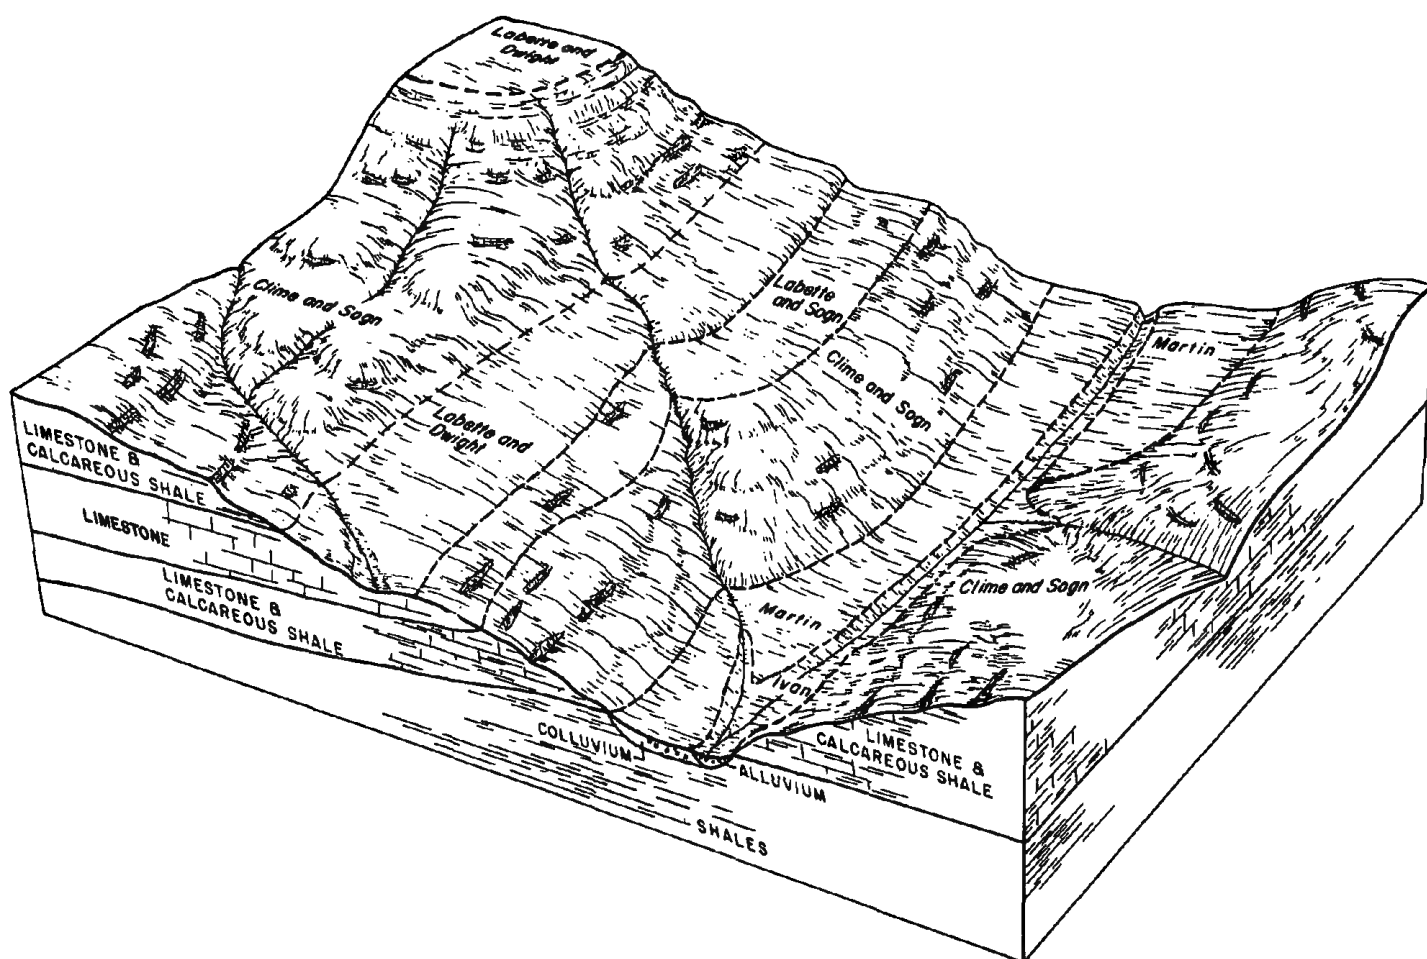 Labette and
Dwight
Clime and Sogn
Labette
and Sogn
Martin
Clime and Sogn
Labette and
Dwight
LIMESTONE &
CALCAREOUS SHALE
LIMESTONE
LIMESTONE &
CALCAREOUS SHALE
Clime and Sogn
Martin
Ivan
COLLUVIUM
ALLUVIUM
LIMESTONE &
CALCAREOUS SHALE
SHALES